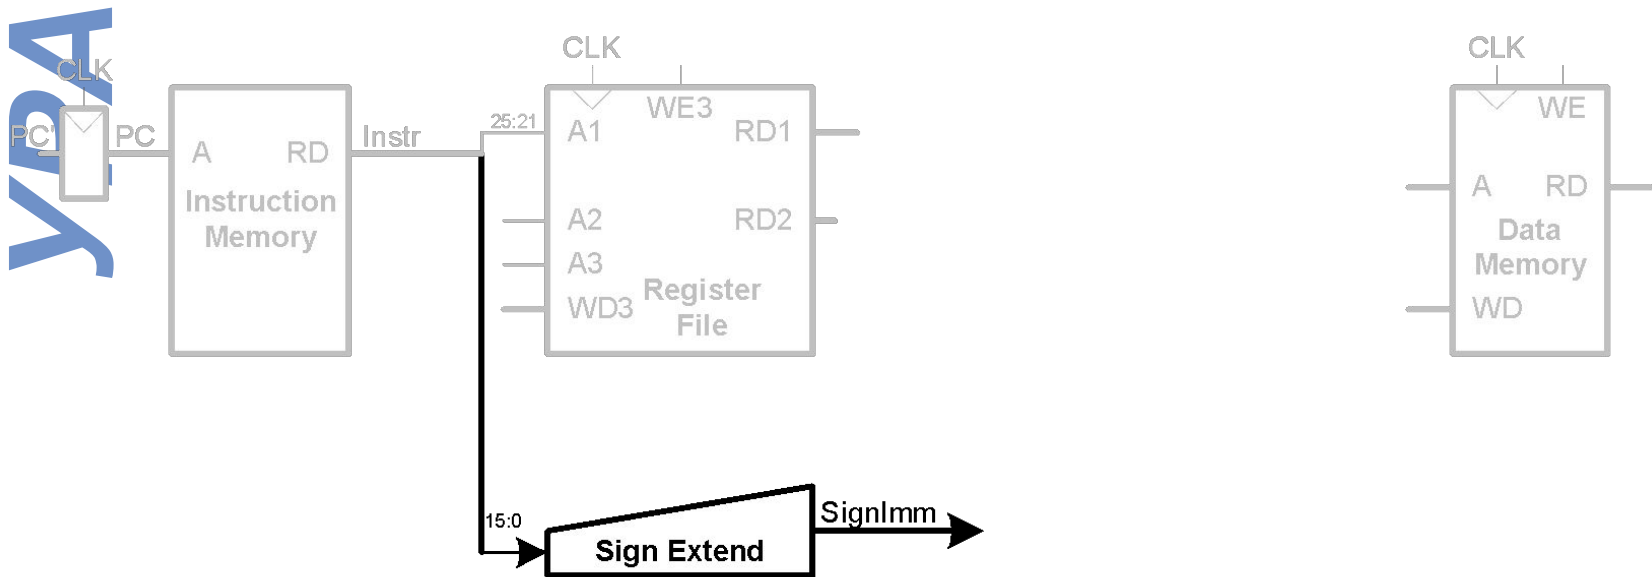 CLK
CLK
CLK
PC'
PC
A
RD
Instruction
Memory
Instr
25:21
A1
WE3
RD1
A2
RD2
A3
WD3
Register
File
WE
A
RD
Data
Memory
WD
15:0
Sign Extend
SignImm